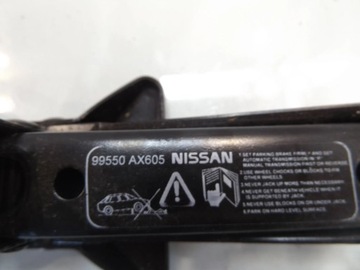 99550 AX605 NISSAN
1.SET PARKING BRAKE FIRMLY AND SET
AUTOMATIC TRANSMISSION IN "P"
MANUAL TRANSMISSION FIRST OR REVERSE
2.USE WHEEL CHOCKS OR BLOCKS TO
OTHER WHEELS.
3.NEVER JACK UP MORE THAN NECESSARY
4.NEVER GET BENEATH VEHICLE WHEN IT
IS SUPPORTED BY JACK.
5.NEVER USE BLOCKS ON OR UNDER JACK.
6.PARK ON HARD LEVEL SURFACE.